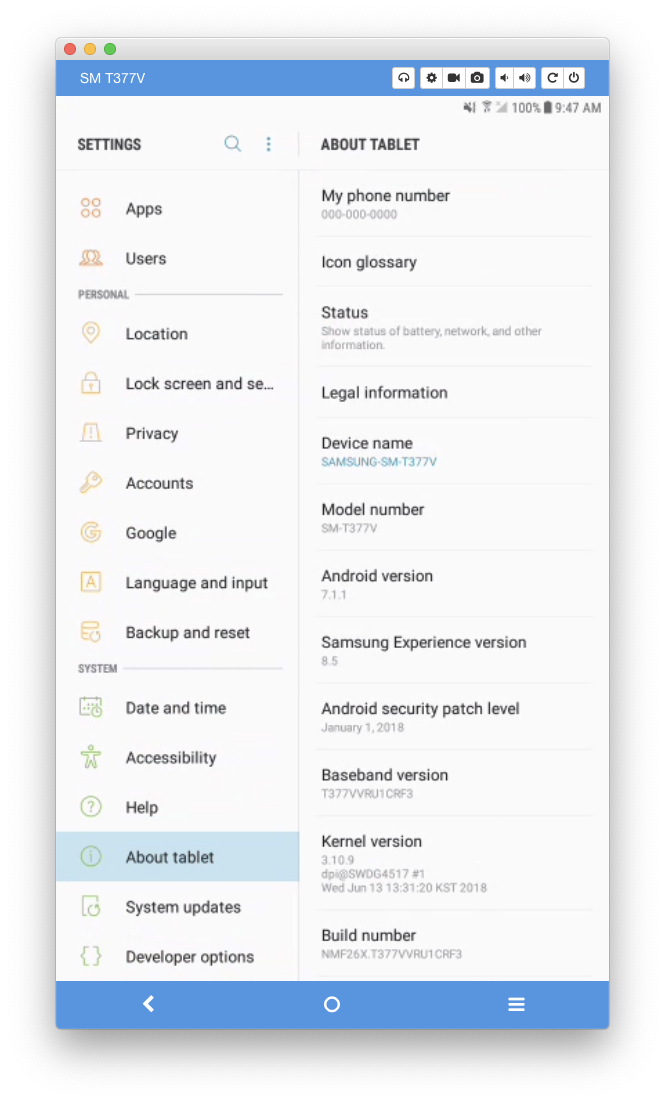 SM T377V
100% 9:47 AM
SETTINGS
Apps
Users
PERSONAL
Location
Lock screen and se...
Privacy
Accounts
Google
Language and input
Backup and reset
SYSTEM
Date and time
Accessibility
Help
About tablet
System updates
Developer options
ABOUT TABLET
My phone number
000-000-0000
Icon glossary
Status
Show status of battery, network, and other
information.
Legal information
Device name
SAMSUNG-SM-T377V
Model number
SM-T377V
Android version
7.1.1
Samsung Experience version
8.5
Android security patch level
January 1, 2018
Baseband version
T377VVRU1CRF3
Kernel version
3.10.9
dpi@SWDG4517 #1
Wed Jun 13 13:31:20 KST 2018
Build number
NMF26X.T377VVRU1CRF3